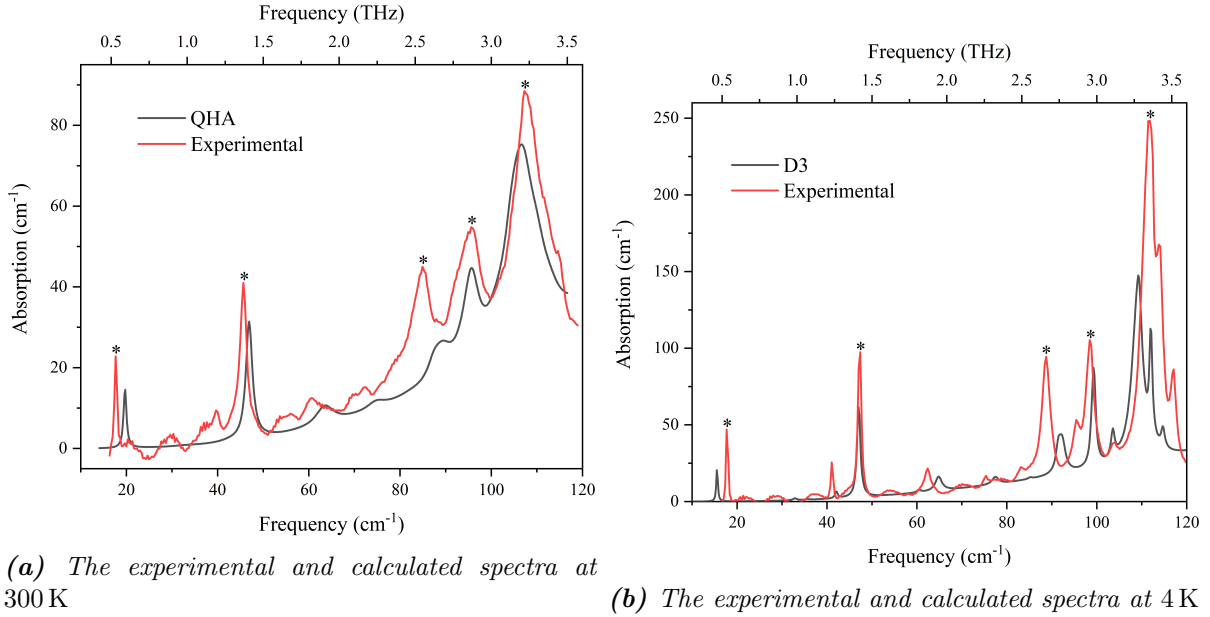 Frequency (THz)
0.5 1.0 1.5 2.0 2.5 3.0 3.5
80
60
40
20
0
Absorption (cm-1)
QHA
Experimental
* * * * *
20 40 60 80 100 120
Frequency (cm-1)
(a) The experimental and calculated spectra at
300 K
Frequency (THz)
0.5 1.0 1.5 2.0 2.5 3.0 3.5
250
200
150
100
50
0
Absorption (cm-1)
D3
Experimental
* * * * *
20 40 60 80 100 120
Frequency (cm-1)
(b) The experimental and calculated spectra at 4 K